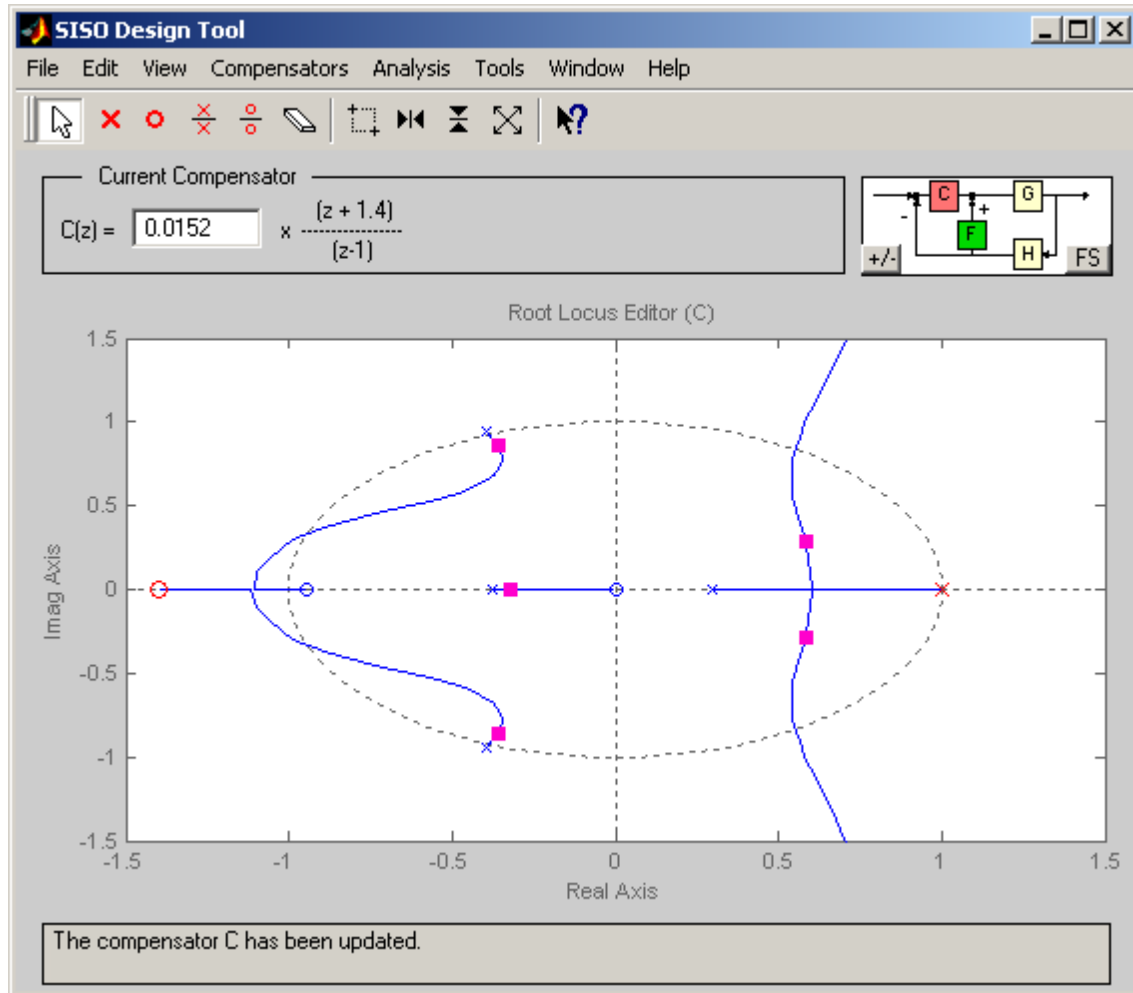 SISO Design Tool
File Edit View Compensators Analysis Tools Window Help
Current Compensator
C(z) = 0.0152 x (z + 1.4)
(z-1)
C G
- +
F
+/- H FS
Root Locus Editor (C)
1.5
1
0.5
0
-0.5
-1
-1.5
Imag Axis
-1.5 -1 -0.5 0 0.5 1 1.5
Real Axis
The compensator C has been updated.